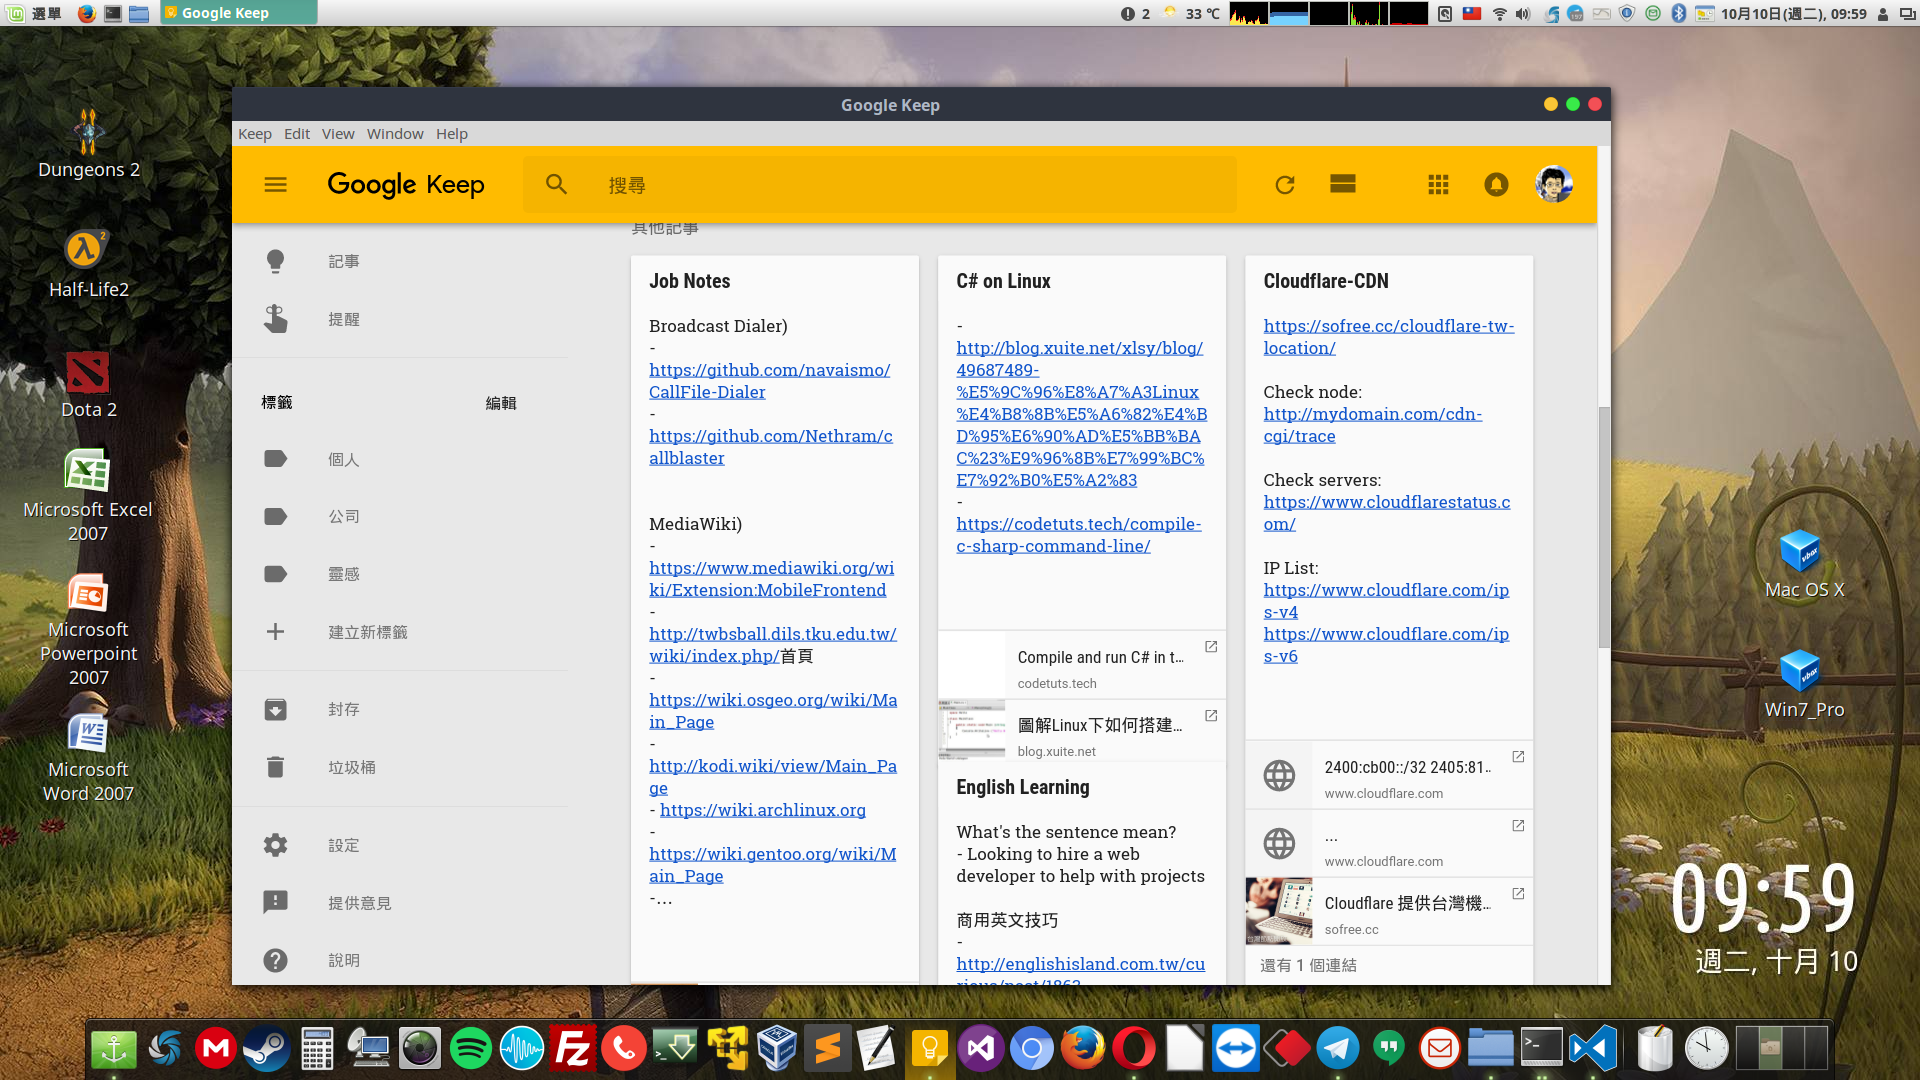 選單
Google Keep
2
33 ℃
10月10日(週二), 09:59
Google Keep
Keep Edit View Window Help
Google Keep
搜尋
其他記事
記事
提醒
標籤
編輯
個人
公司
靈感
建立新標籤
封存
垃圾桶
設定
提供意見
說明
Job Notes
Broadcast Dialer)
-
https://github.com/navaismo/
CallFile-Dialer
-
https://github.com/Nethram/c
allblaster
MediaWiki)
-
https://www.mediawiki.org/wi
ki/Extension:MobileFrontend
-
http://twbsball.dils.tku.edu.tw/
wiki/index.php/首頁
-
https://wiki.osgeo.org/wiki/Ma
in_Page
-
http://kodi.wiki/view/Main_Pa
ge
- https://wiki.archlinux.org
-
https://wiki.gentoo.org/wiki/M
ain_Page
-...
C# on Linux
-
http://blog.xuite.net/xlsy/blog/
49687489-
%E5%9C%96%E8%A7%A3Linux
%E4%B8%8B%E5%A6%82%E4%B
D%95%E6%90%AD%E5%BB%BA
C%23%E9%96%8B%E7%99%BC%
E7%92%B0%E5%A2%83
-
https://codetuts.tech/compile-
c-sharp-command-line/
Compile and run C# in t...
codetuts.tech
圖解Linux下如何搭建...
blog.xuite.net
English Learning
What's the sentence mean?
- Looking to hire a web
developer to help with projects
商用英文技巧
-
http://englishisland.com.tw/cu
rious/post/1862
Cloudflare-CDN
https://sofree.cc/cloudflare-tw-
location/
Check node:
http://mydomain.com/cdn-
cgi/trace
Check servers:
https://www.cloudflarestatus.c
om/
IP List:
https://www.cloudflare.com/ip
s-v4
https://www.cloudflare.com/ip
s-v6
2400:cb00::/32 2405:81..
www.cloudflare.com
...
www.cloudflare.com
Cloudflare 提供台灣機...
sofree.cc
還有 1 個連結
Dungeons 2
Half-Life2
Dota 2
Microsoft Excel
2007
Microsoft
Powerpoint
2007
Microsoft
Word 2007
Mac OS X
Win7_Pro
09:59
週二, 十月 10